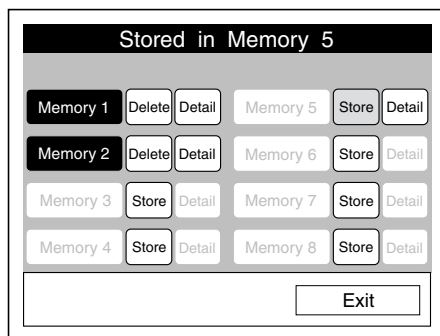 Stored in Memory 5
Memory 1 Delete Detail Memory 5 Store Detail
Memory 2 Delete Detail Memory 6 Store Detail
Memory 3 Store Detail Memory 7 Store Detail
Memory 4 Store Detail Memory 8 Store Detail
Exit